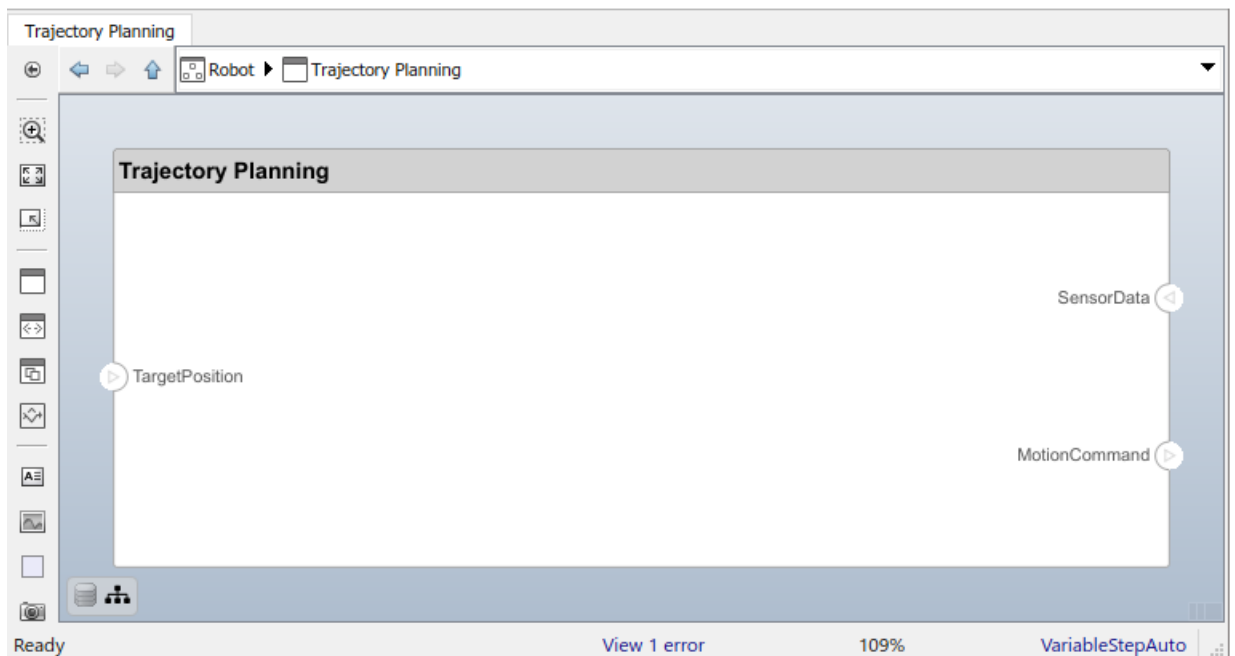 Trajectory Planning
Robot Trajectory Planning
Trajectory Planning
SensorData
TargetPosition
MotionCommand
Ready View 1 error 109% VariableStepAuto